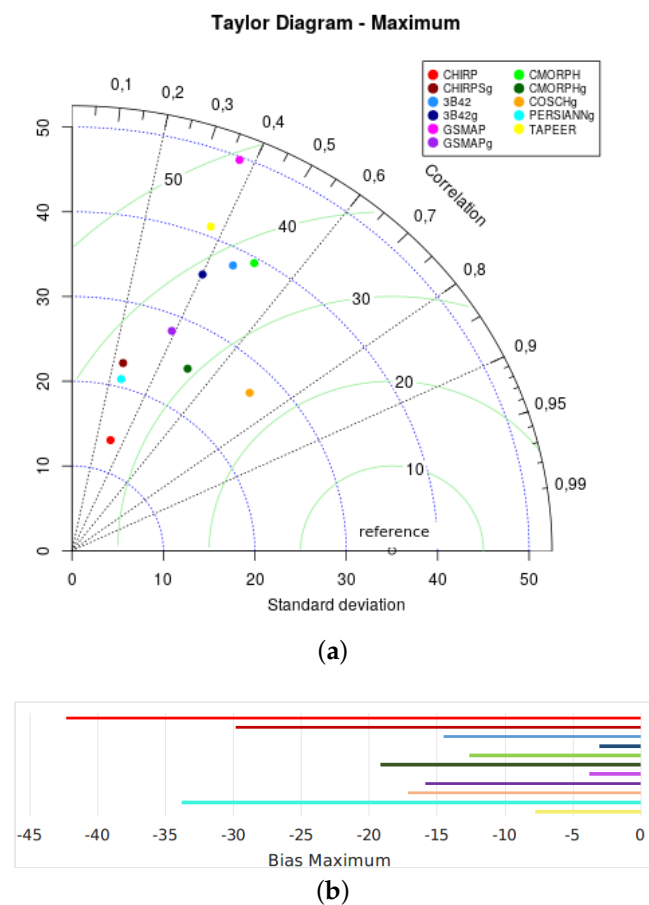 Taylor Diagram - Maximum
CHIRP
CHIRPSg
3B42
3B42g
GSMAP
GSMAPg
CMORPH
CMORPHg
COSCHg
PERSIANNg
TAPEER
0,1
0,2
0,3
0,4
0,5
0,6
0,7
0,8
0,9
0,95
0,99
Correlation
50
40
30
20
10
50
40
30
20
10
0
reference
0 10 20 30 40 50
Standard deviation
(a)
-45 -40 -35 -30 -25 -20 -15 -10 -5 0
Bias Maximum
(b)